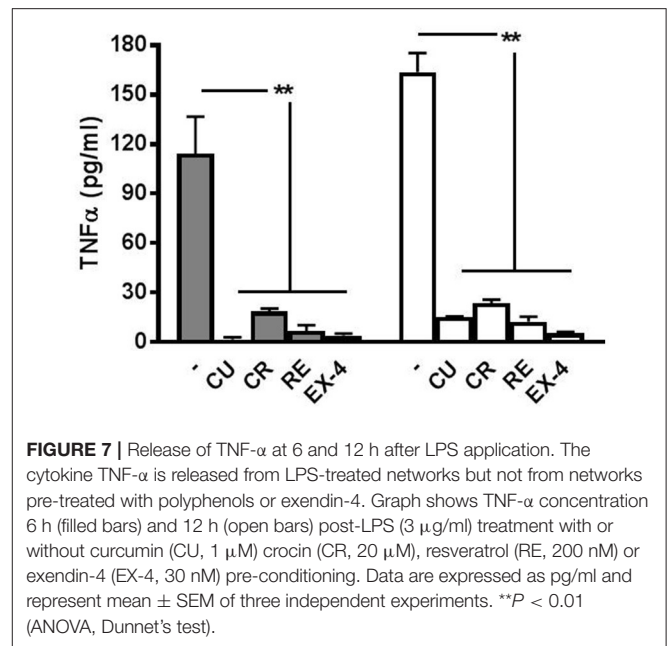 180
150
120
90
60
30
0
TNFα (pg/ml)
**
**
- CU CR RE EX-4
- CU CR RE EX-4
FIGURE 7 | Release of TNF-α at 6 and 12 h after LPS application. The
cytokine TNF-α is released from LPS-treated networks but not from networks
pre-treated with polyphenols or exendin-4. Graph shows TNF-α concentration
6 h (filled bars) and 12 h (open bars) post-LPS (3 μg/ml) treatment with or
without curcumin (CU, 1 μM) crocin (CR, 20 μM), resveratrol (RE, 200 nM) or
exendin-4 (EX-4, 30 nM) pre-conditioning. Data are expressed as pg/ml and
represent mean ± SEM of three independent experiments. **P < 0.01
(ANOVA, Dunnet's test).